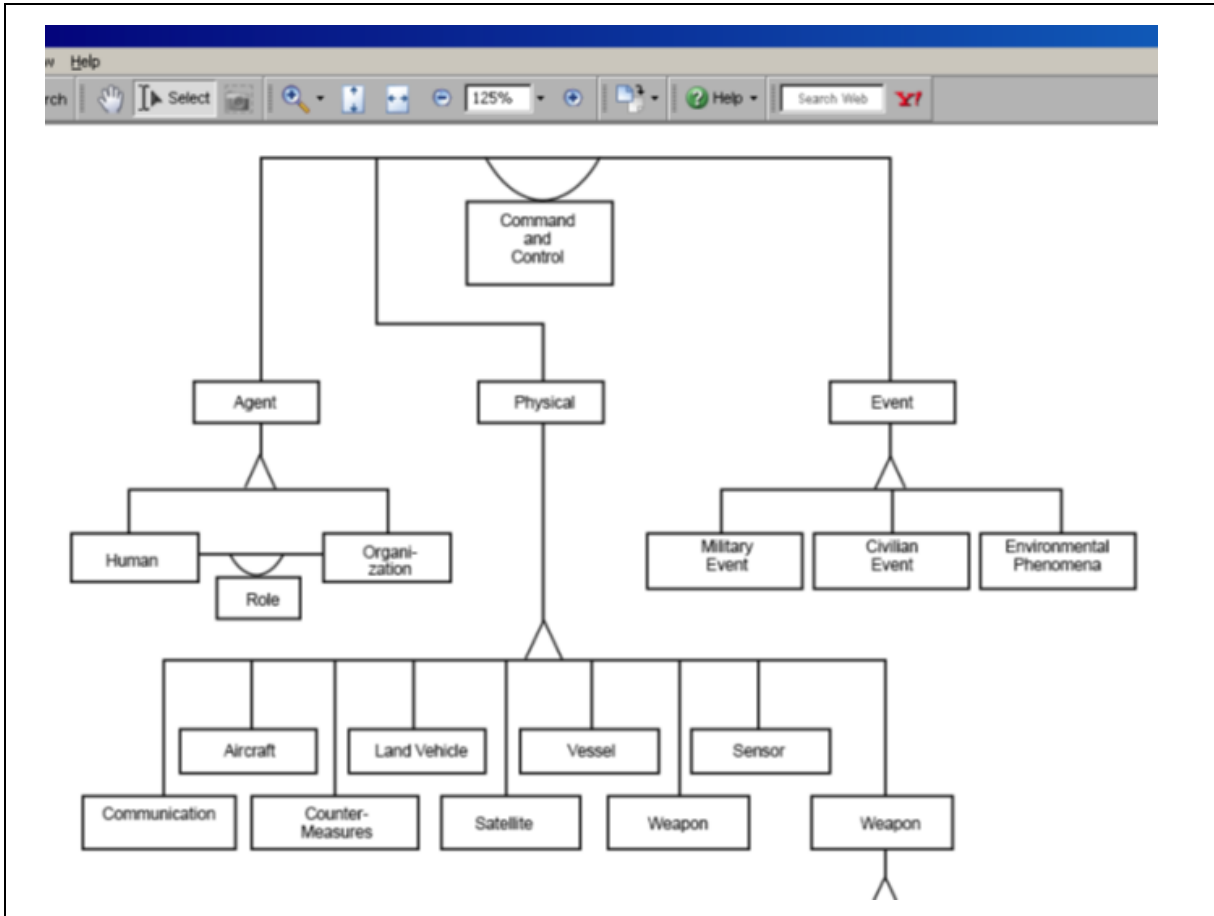 w Help
rch Select 125% Help Search Web Y!
Command
and
Control
Agent Physical Event
Human
Organi-
zation
Role
Military
Event
Civilian
Event
Environmental
Phenomena
Aircraft Land Vehicle Vessel Sensor
Communication
Counter-
Measures
Satellite
Weapon
Weapon